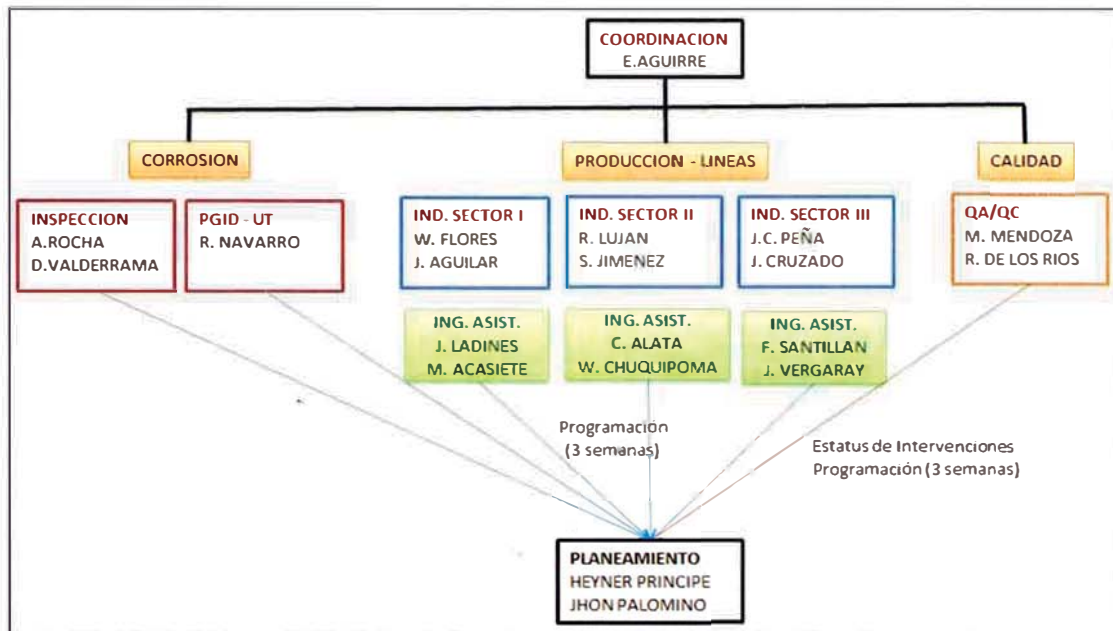 COORDINACION
E.AGUIRRE
CORROSION
PRODUCCION - LINEAS
CALIDAD
INSPECCION
A.ROCHA
D.VALDERRAMA
PGID - UT
R. NAVARRO
IND. SECTOR I
W. FLORES
J. AGUILAR
IND. SECTOR II
R. LUJAN
S. JIMENEZ
IND. SECTOR III
J.C. PEÑA
J. CRUZADO
QA/QC
M. MENDOZA
R. DE LOS RIOS
ING. ASIST.
J. LADINES
M. ACASIETE
ING. ASIST.
C. ALATA
W. CHUQUIPOMA
ING. ASIST.
F. SANTILLAN
J. VERGARAY
Programación
(3 semanas)
Estatus de Intervenciones
Programación (3 semanas)
PLANEAMIENTO
HEYNER PRINCIPE
JHON PALOMINO